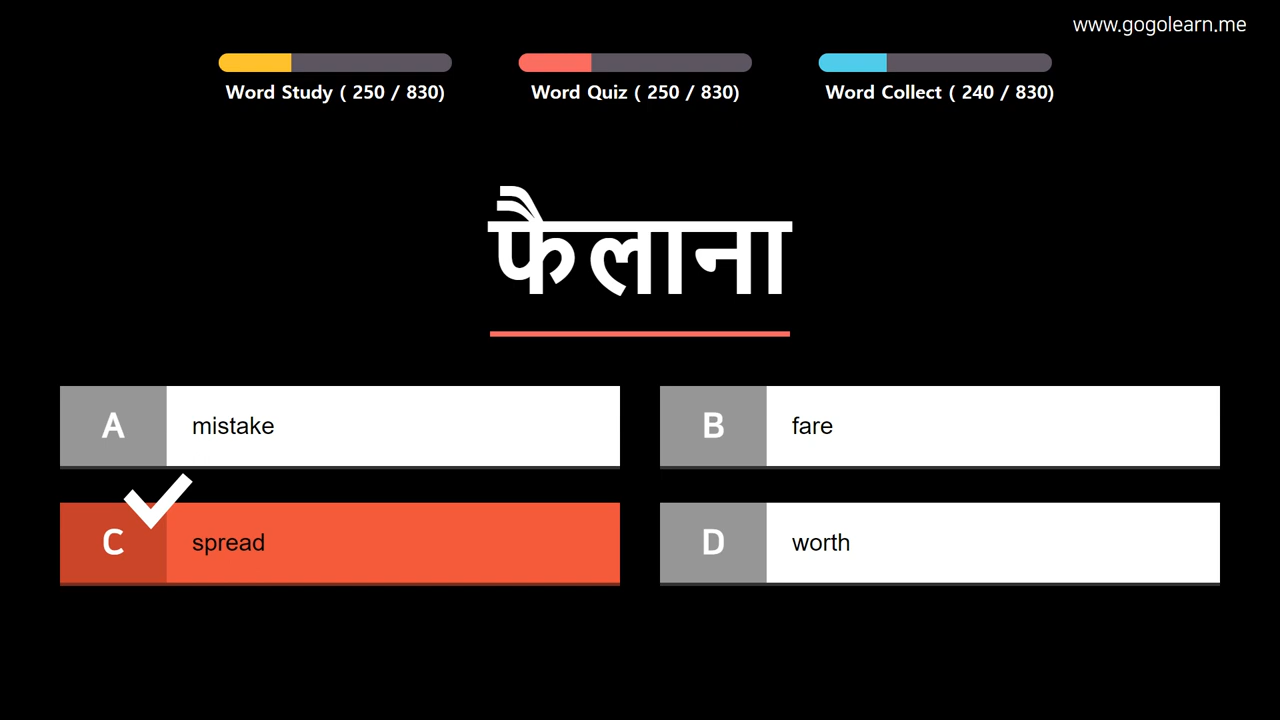 www.gogolearn.me
Word Study ( 250 / 830)
Word Quiz ( 250 / 830)
Word Collect ( 240 / 830)
फैलाना
A mistake
B fare
C spread
D worth